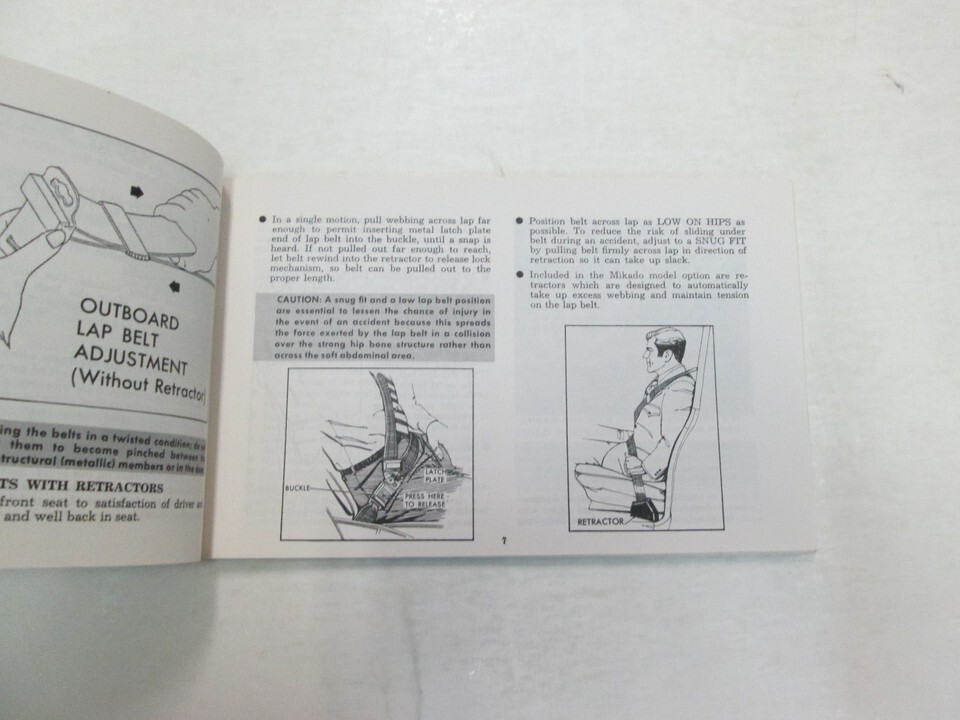 OUTBOARD
LAP BELT
ADJUSTMENT
(Without Retractor
ing the belts in a twisted condition; do
them to become pinched between
tructural (metallic) members or in the
TS WITH RETRACTORS
front seat to satisfaction of driver
and well back in seat.
● In a single motion, pull webbing across lap far
enough to permit inserting metal latch plate
end of lap belt into the buckle, until a snap is
heard. If not pulled out far enough to reach,
let belt rewind into the retractor to release lock
mechanism, so belt can be pulled out to the
proper length.
CAUTION: A snug fit and a low lap belt position
are essential to lessen the chance of injury in
the event of an accident because this spreads
the force exerted by the lap belt in a collision
over the strong hip bone structure rather than
across the soft abdominal area.
LATCH
PLATE
BUCKLE
PRESS HERE
TO RELEASE
● Position belt across lap as LOW ON HIPS as
possible. To reduce the risk of sliding under
belt during an accident, adjust to a SNUG FIT
by pulling belt firmly across lap in direction of
retraction so it can take up slack.
● Included in the Mikado model option are re-
tractors which are designed to automatically
take up excess webbing and maintain tension
on the lap belt.
RETRACTOR
7